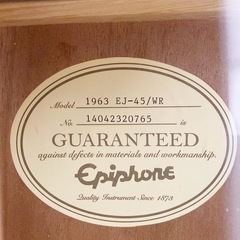 Model 1963 EJ-45/WR
No. 14042320765
is
GUARANTEED
against defects in materials and workmanship.
Epiphone
Quality Instrument Since 1873